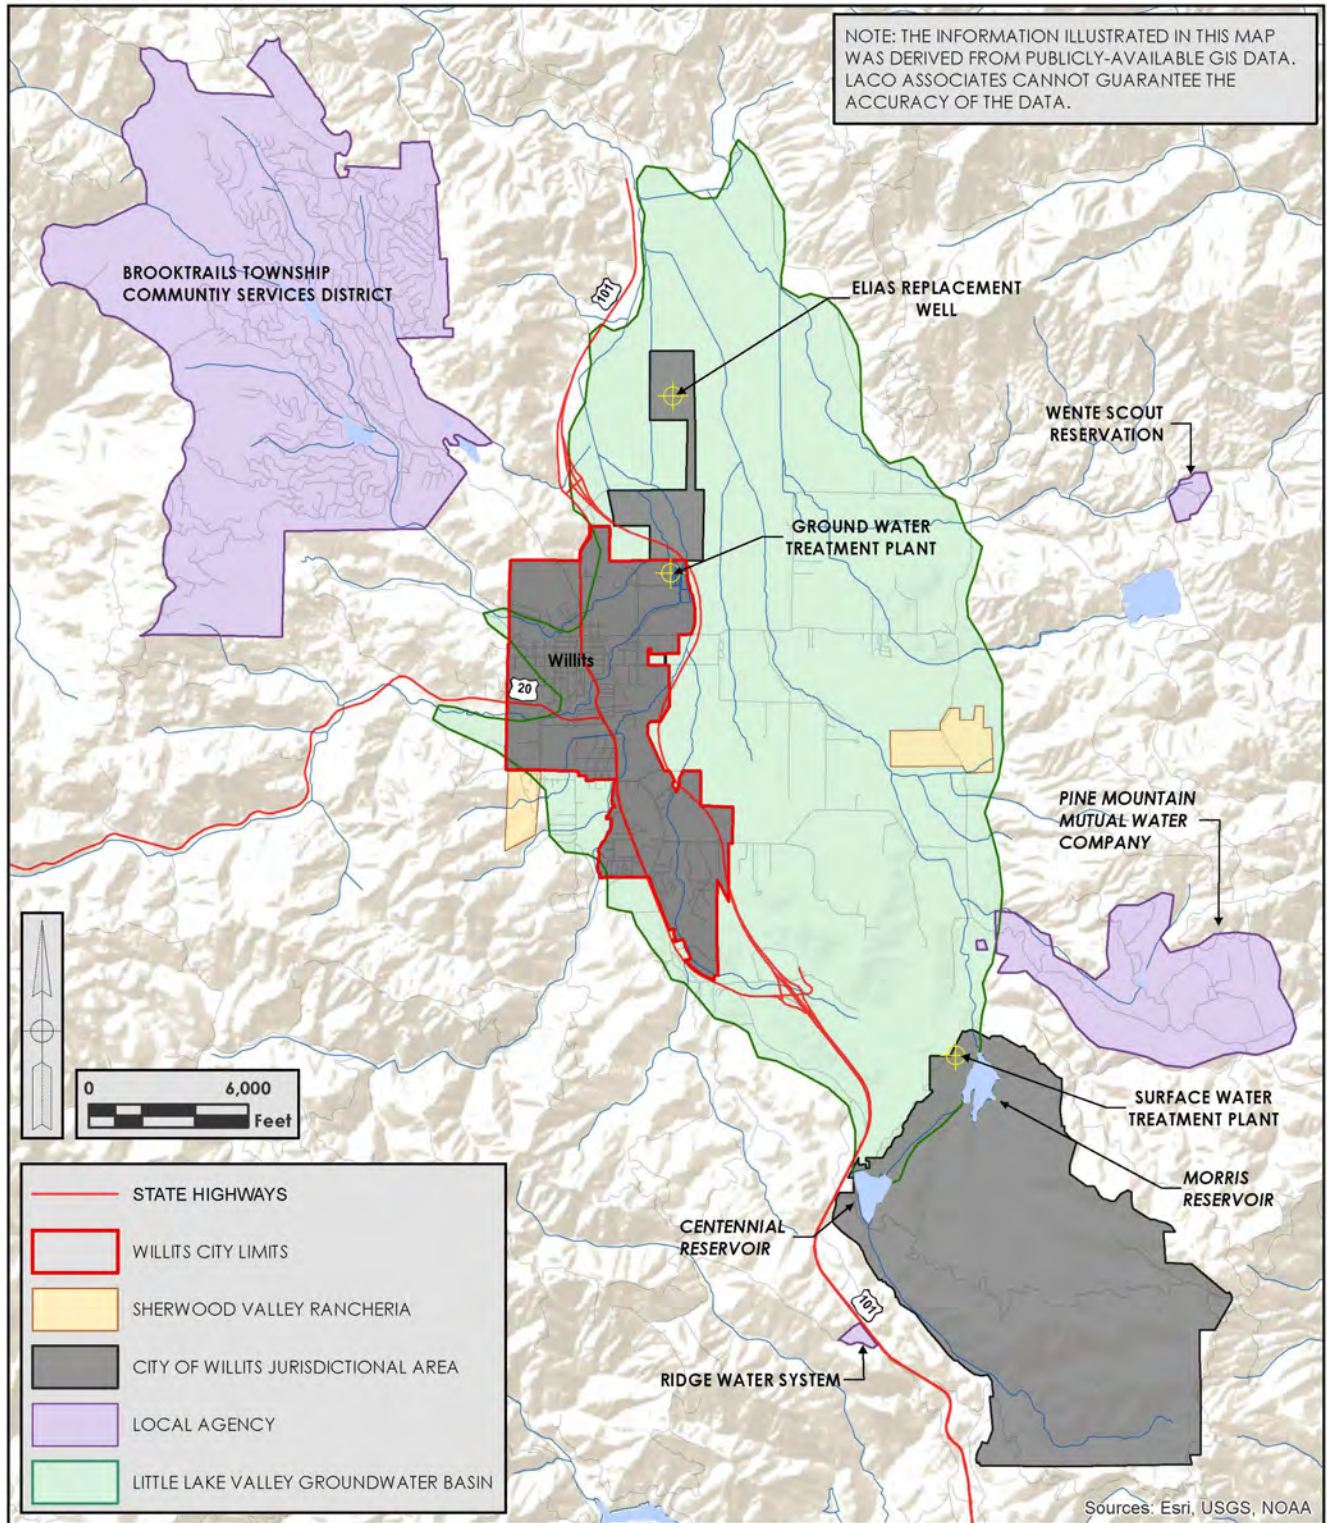 NOTE: THE INFORMATION ILLUSTRATED IN THIS MAP
WAS DERIVED FROM PUBLICLY-AVAILABLE GIS DATA.
LACO ASSOCIATES CANNOT GUARANTEE THE
ACCURACY OF THE DATA.
BROOKTRAILS TOWNSHIP
COMMUNTIY SERVICES DISTRICT
101
ELIAS REPLACEMENT
WELL
WENTE SCOUT
RESERVATION
GROUND WATER
TREATMENT PLANT
Willits
20
PINE MOUNTAIN
MUTUAL WATER
COMPANY
0 6,000
Feet
SURFACE WATER
TREATMENT PLANT
MORRIS
RESERVOIR
CENTENNIAL
RESERVOIR
101
RIDGE WATER SYSTEM
STATE HIGHWAYS
WILLITS CITY LIMITS
SHERWOOD VALLEY RANCHERIA
CITY OF WILLITS JURISDICTIONAL AREA
LOCAL AGENCY
LITTLE LAKE VALLEY GROUNDWATER BASIN
Sources: Esri, USGS, NOAA